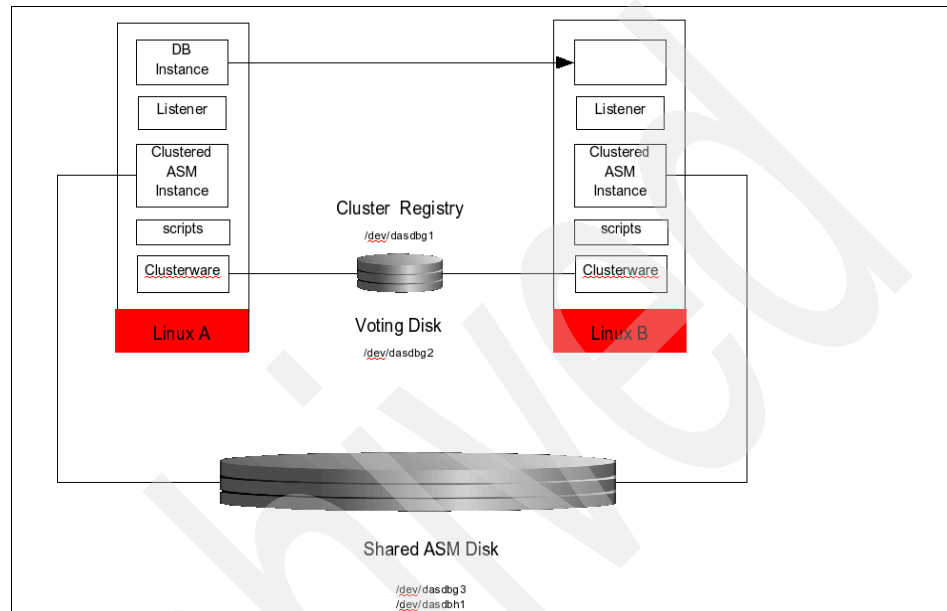 DB
Instance
Listener
Clustered
ASM
Instance
scripts
Clusterware
Linux A
Cluster Registry
/dev/dasdbg1
Voting Disk
/dev/dasdbg2
Listener
Clustered
ASM
Instance
scripts
Clusterware
Linux B
Shared ASM Disk
/dev/dasdbg3
/dev/dasdbh1
hived